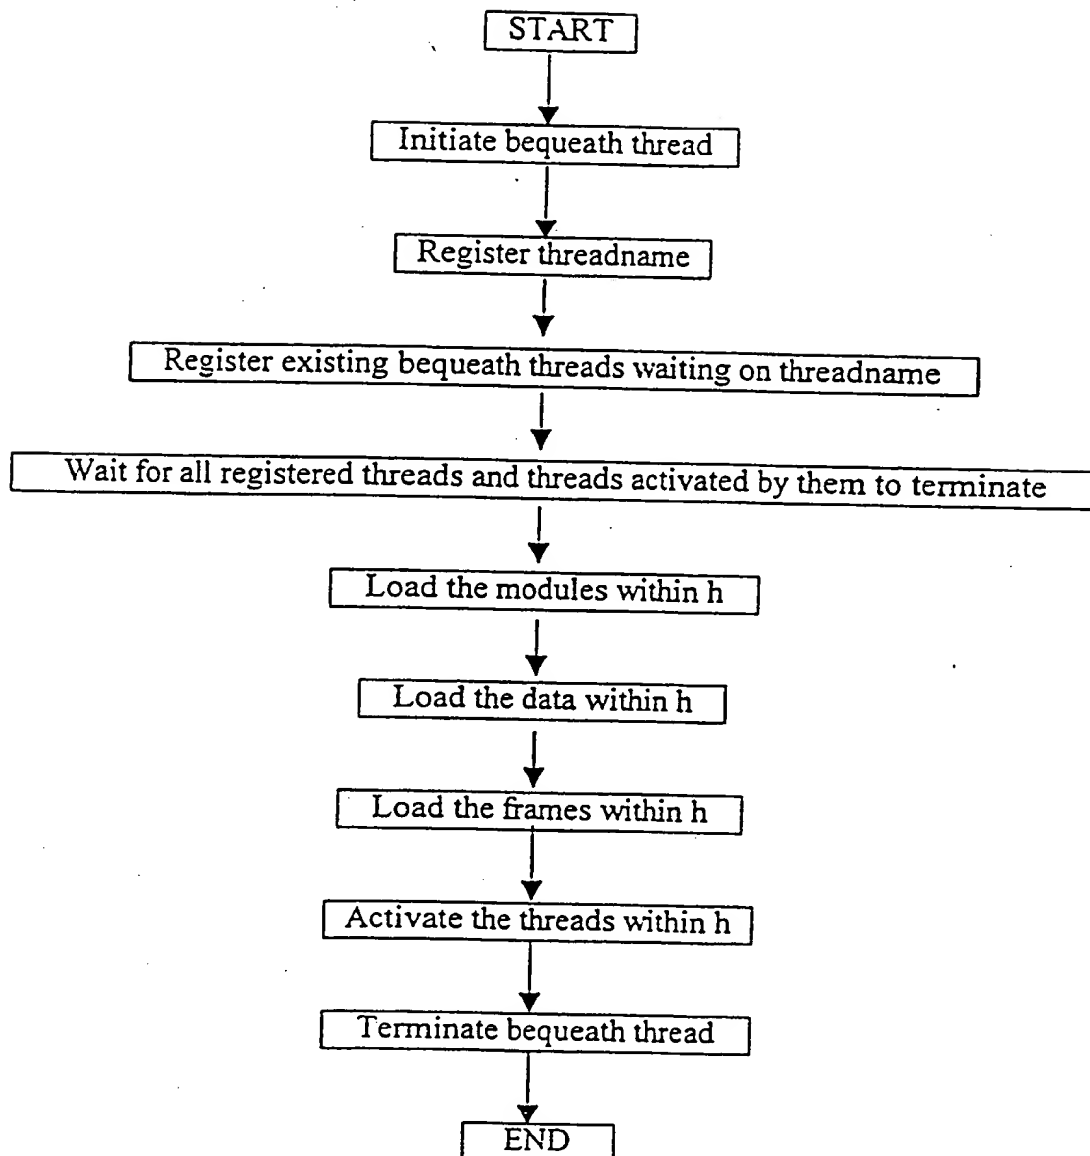 START
Initiate bequeath thread
Register threadname
Register existing bequeath threads waiting on threadname
Wait for all registered threads and threads activated by them to terminate
Load the modules within h
Load the data within h
Load the frames within h
Activate the threads within h
Terminate bequeath thread
END